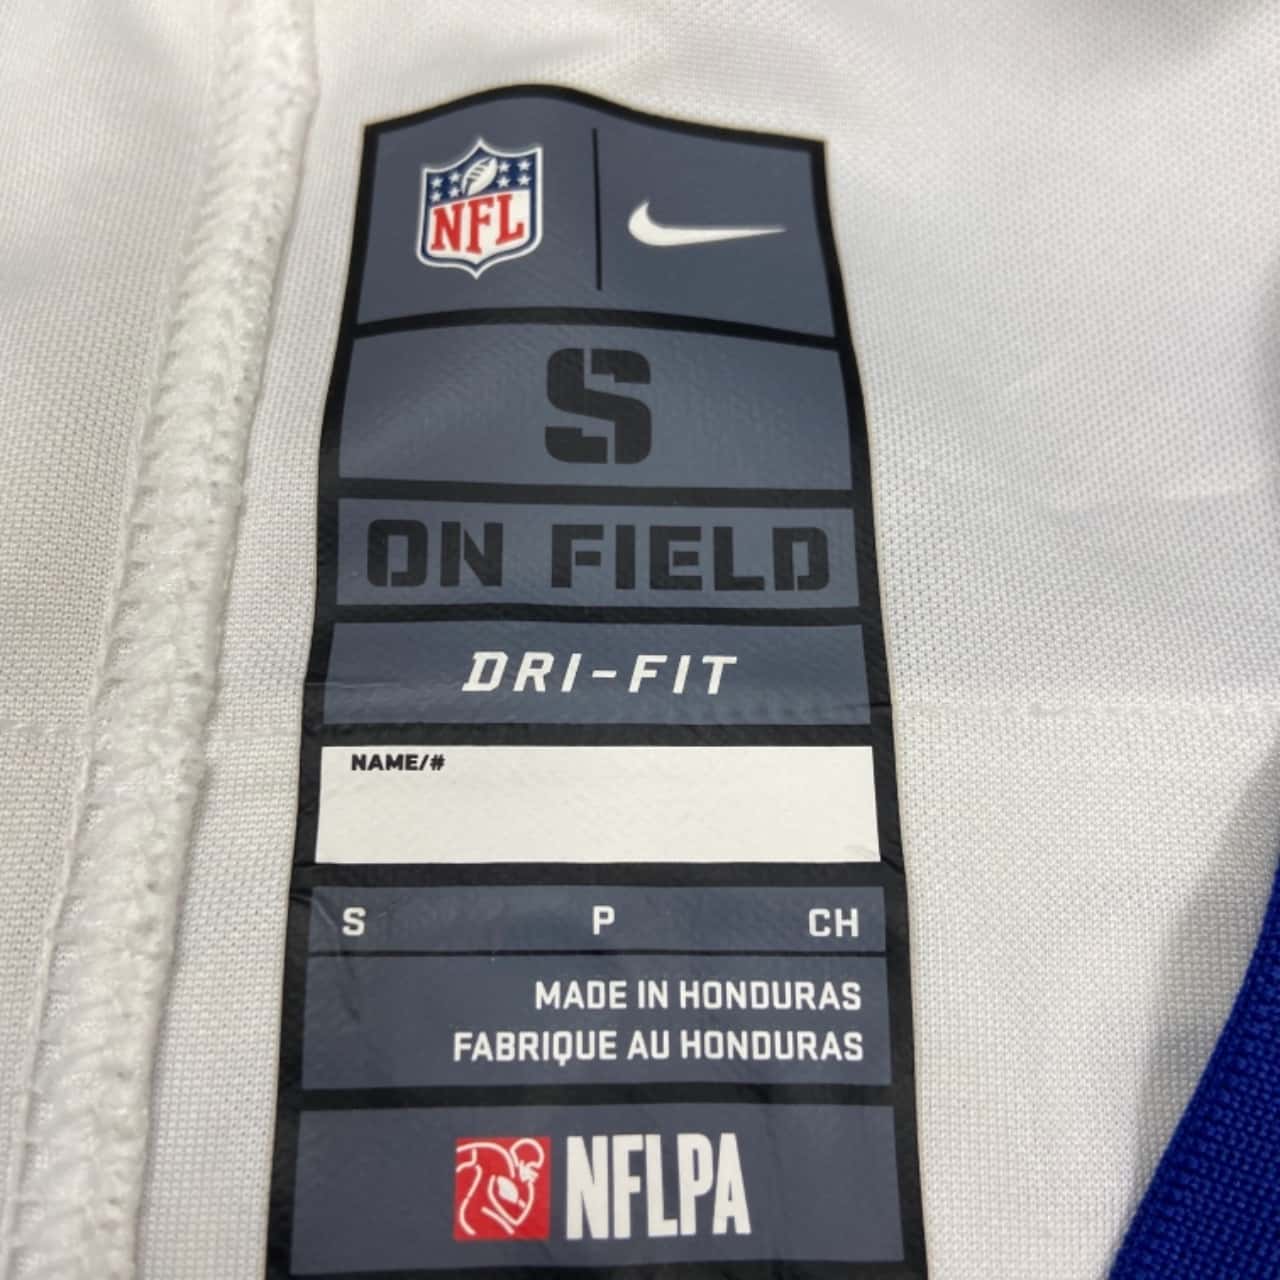 NFL
S
ON FIELD
DRI-FIT
NAME/#
S P CH
MADE IN HONDURAS
FABRIQUE AU HONDURAS
NFLPA